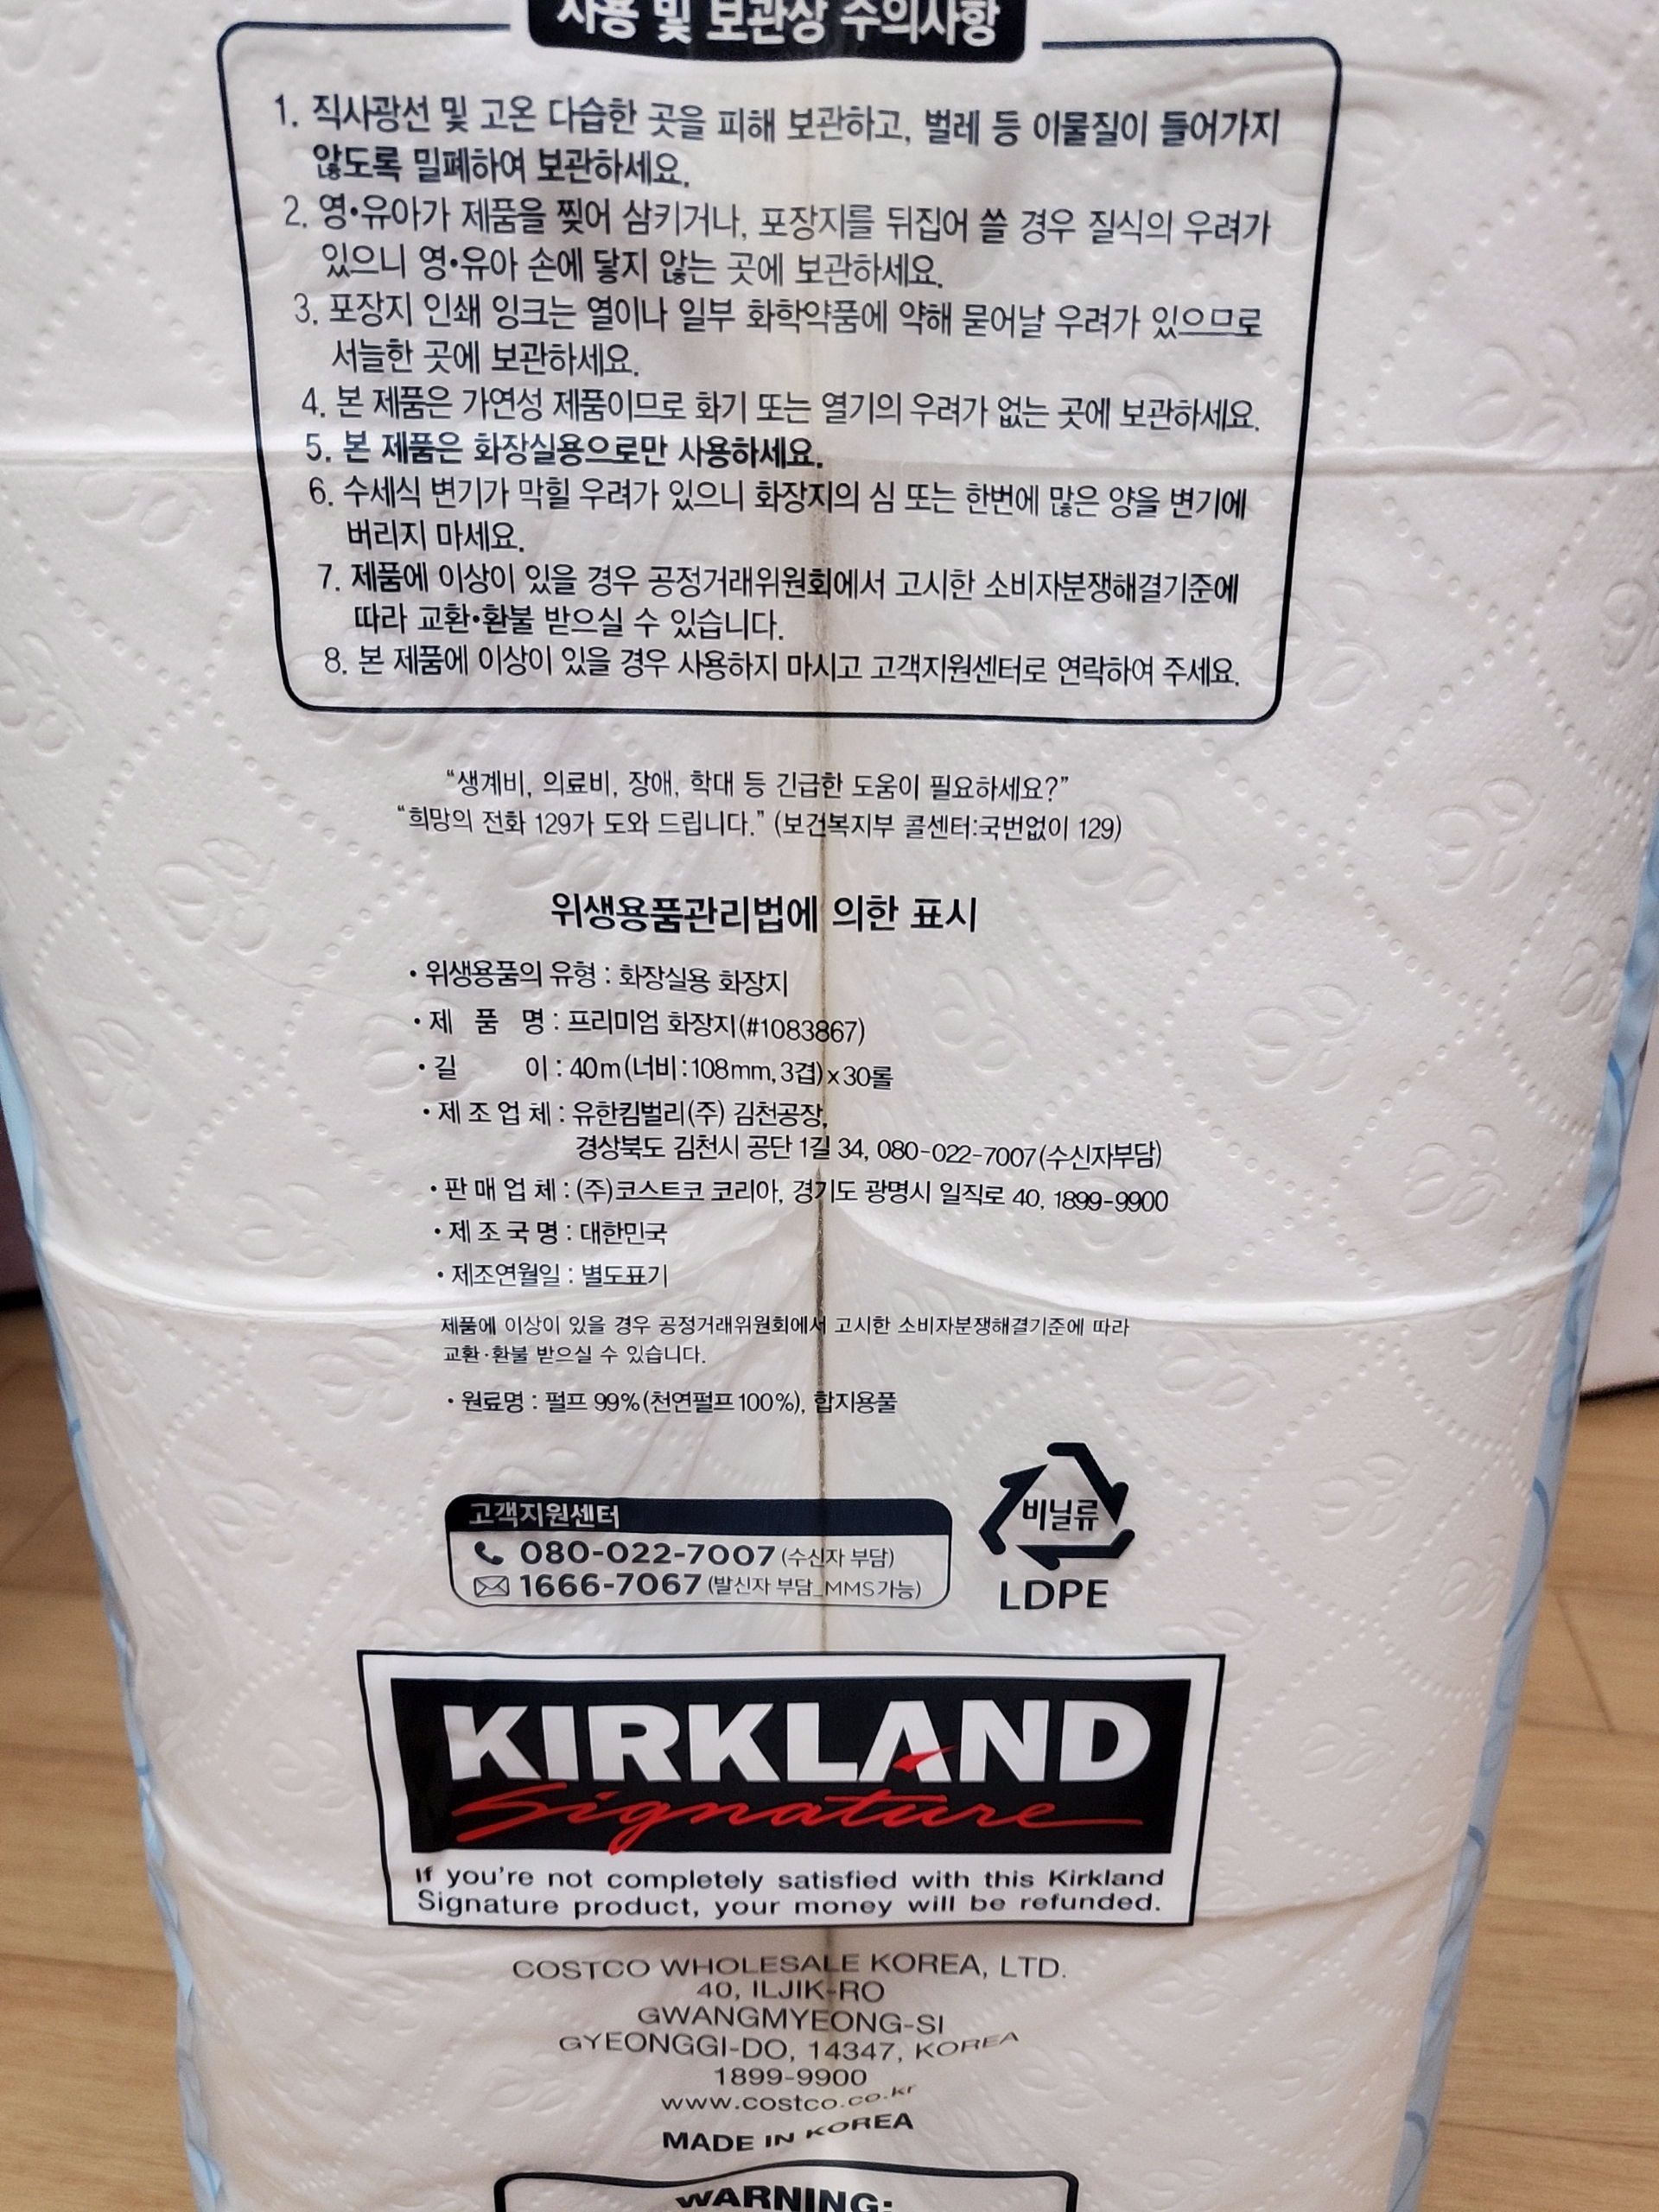 사용 및 보관상 주의사항
1. 직사광선 및 고온 다습한 곳을 피해 보관하고, 벌레 등 이물질이 들어가지
않도록 밀폐하여 보관하세요.
2. 영•유아가 제품을 찢어 삼키거나, 포장지를 뒤집어 쓸 경우 질식의 우려가
있으니 영•유아 손에 닿지 않는 곳에 보관하세요.
3. 포장지 인쇄 잉크는 열이나 일부 화학약품에 약해 묻어날 우려가 있으므로
서늘한 곳에 보관하세요.
4. 본 제품은 가연성 제품이므로 화기 또는 열기의 우려가 없는 곳에 보관하세요.
5. 본 제품은 화장실용으로만 사용하세요.
6. 수세식 변기가 막힐 우려가 있으니 화장지의 심 또는 한번에 많은 양을 변기에
버리지 마세요.
7. 제품에 이상이 있을 경우 공정거래위원회에서 고시한 소비자분쟁해결기준에
따라 교환•환불 받으실 수 있습니다.
8. 본 제품에 이상이 있을 경우 사용하지 마시고 고객지원센터로 연락하여 주세요.
“생계비, 의료비, 장애, 학대 등 긴급한 도움이 필요하세요?”
“희망의 전화 129가 도와 드립니다.” (보건복지부 콜센터:국번없이 129)
위생용품관리법에 의한 표시
• 위생용품의 유형 : 화장실용 화장지
• 제 품 명 : 프리미엄 화장지(#1083867)
• 길 이 : 40m(너비:108mm, 3겹)x30롤
• 제 조 업 체 : 유한킴벌리(주) 김천공장,
경상북도 김천시 공단 1길 34, 080-022-7007(수신자부담)
• 판 매 업 체 : (주)코스트코 코리아, 경기도 광명시 일직로 40, 1899-9900
• 제 조 국 명 : 대한민국
• 제조연월일 : 별도표기
제품에 이상이 있을 경우 공정거래위원회에서 고시한 소비자분쟁해결기준에 따라
교환·환불 받으실 수 있습니다.
• 원료명 : 펄프 99%(천연펄프100%), 합지용풀
고객지원센터
080-022-7007 (수신자 부담)
1666-7067 (발신자 부담_MMS가능)
비닐류
LDPE
KIRKLAND
Signature
If you're not completely satisfied with this Kirkland
Signature product, your money will be refunded.
COSTCO WHOLESALE KOREA, LTD.
40, ILJIK-RO
GWANGMYEONG-SI
GYEONGGI-DO, 14347, KOREA
1899-9900
www.costco.co.kr
MADE IN KOREA
WARNING: